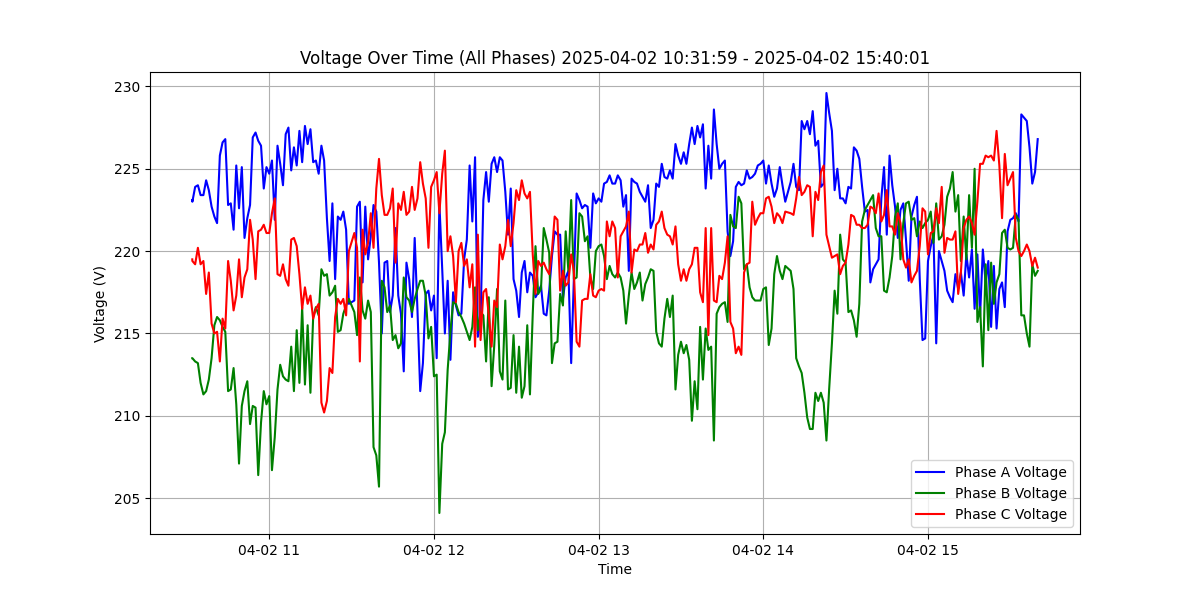 Voltage Over Time (All Phases) 2025-04-02 10:31:59 - 2025-04-02 15:40:01
Voltage (V)
230
225
220
215
210
205
Phase A Voltage
Phase B Voltage
Phase C Voltage
04-02 11 04-02 12 04-02 13 04-02 14 04-02 15
Time